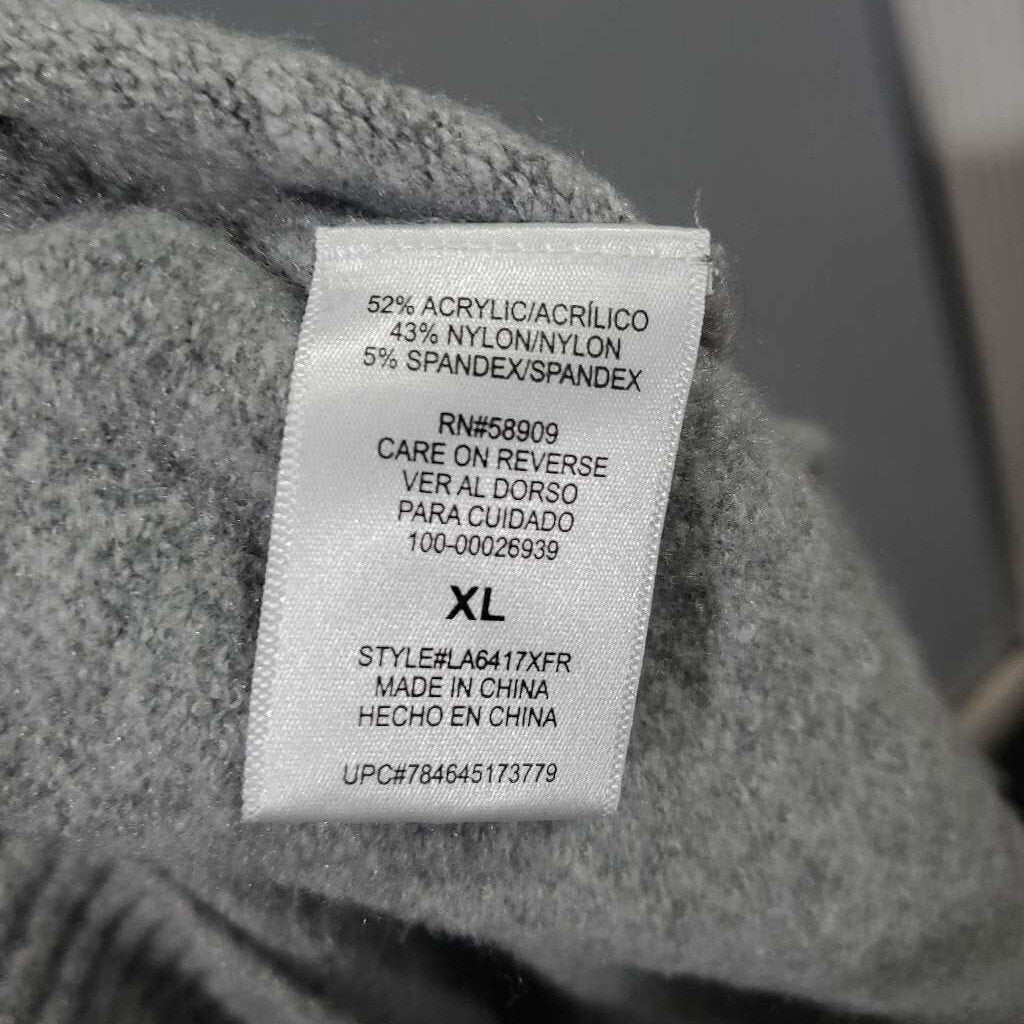 52% ACRYLIC/ACRÍLICO
43% NYLON/NYLON
5% SPANDEX/SPANDEX
RN#58909
CARE ON REVERSE
VER AL DORSO
PARA CUIDADO
100-00026939
XL
STYLE#LA6417XFR
MADE IN CHINA
HECHO EN CHINA
UPC#784645173779